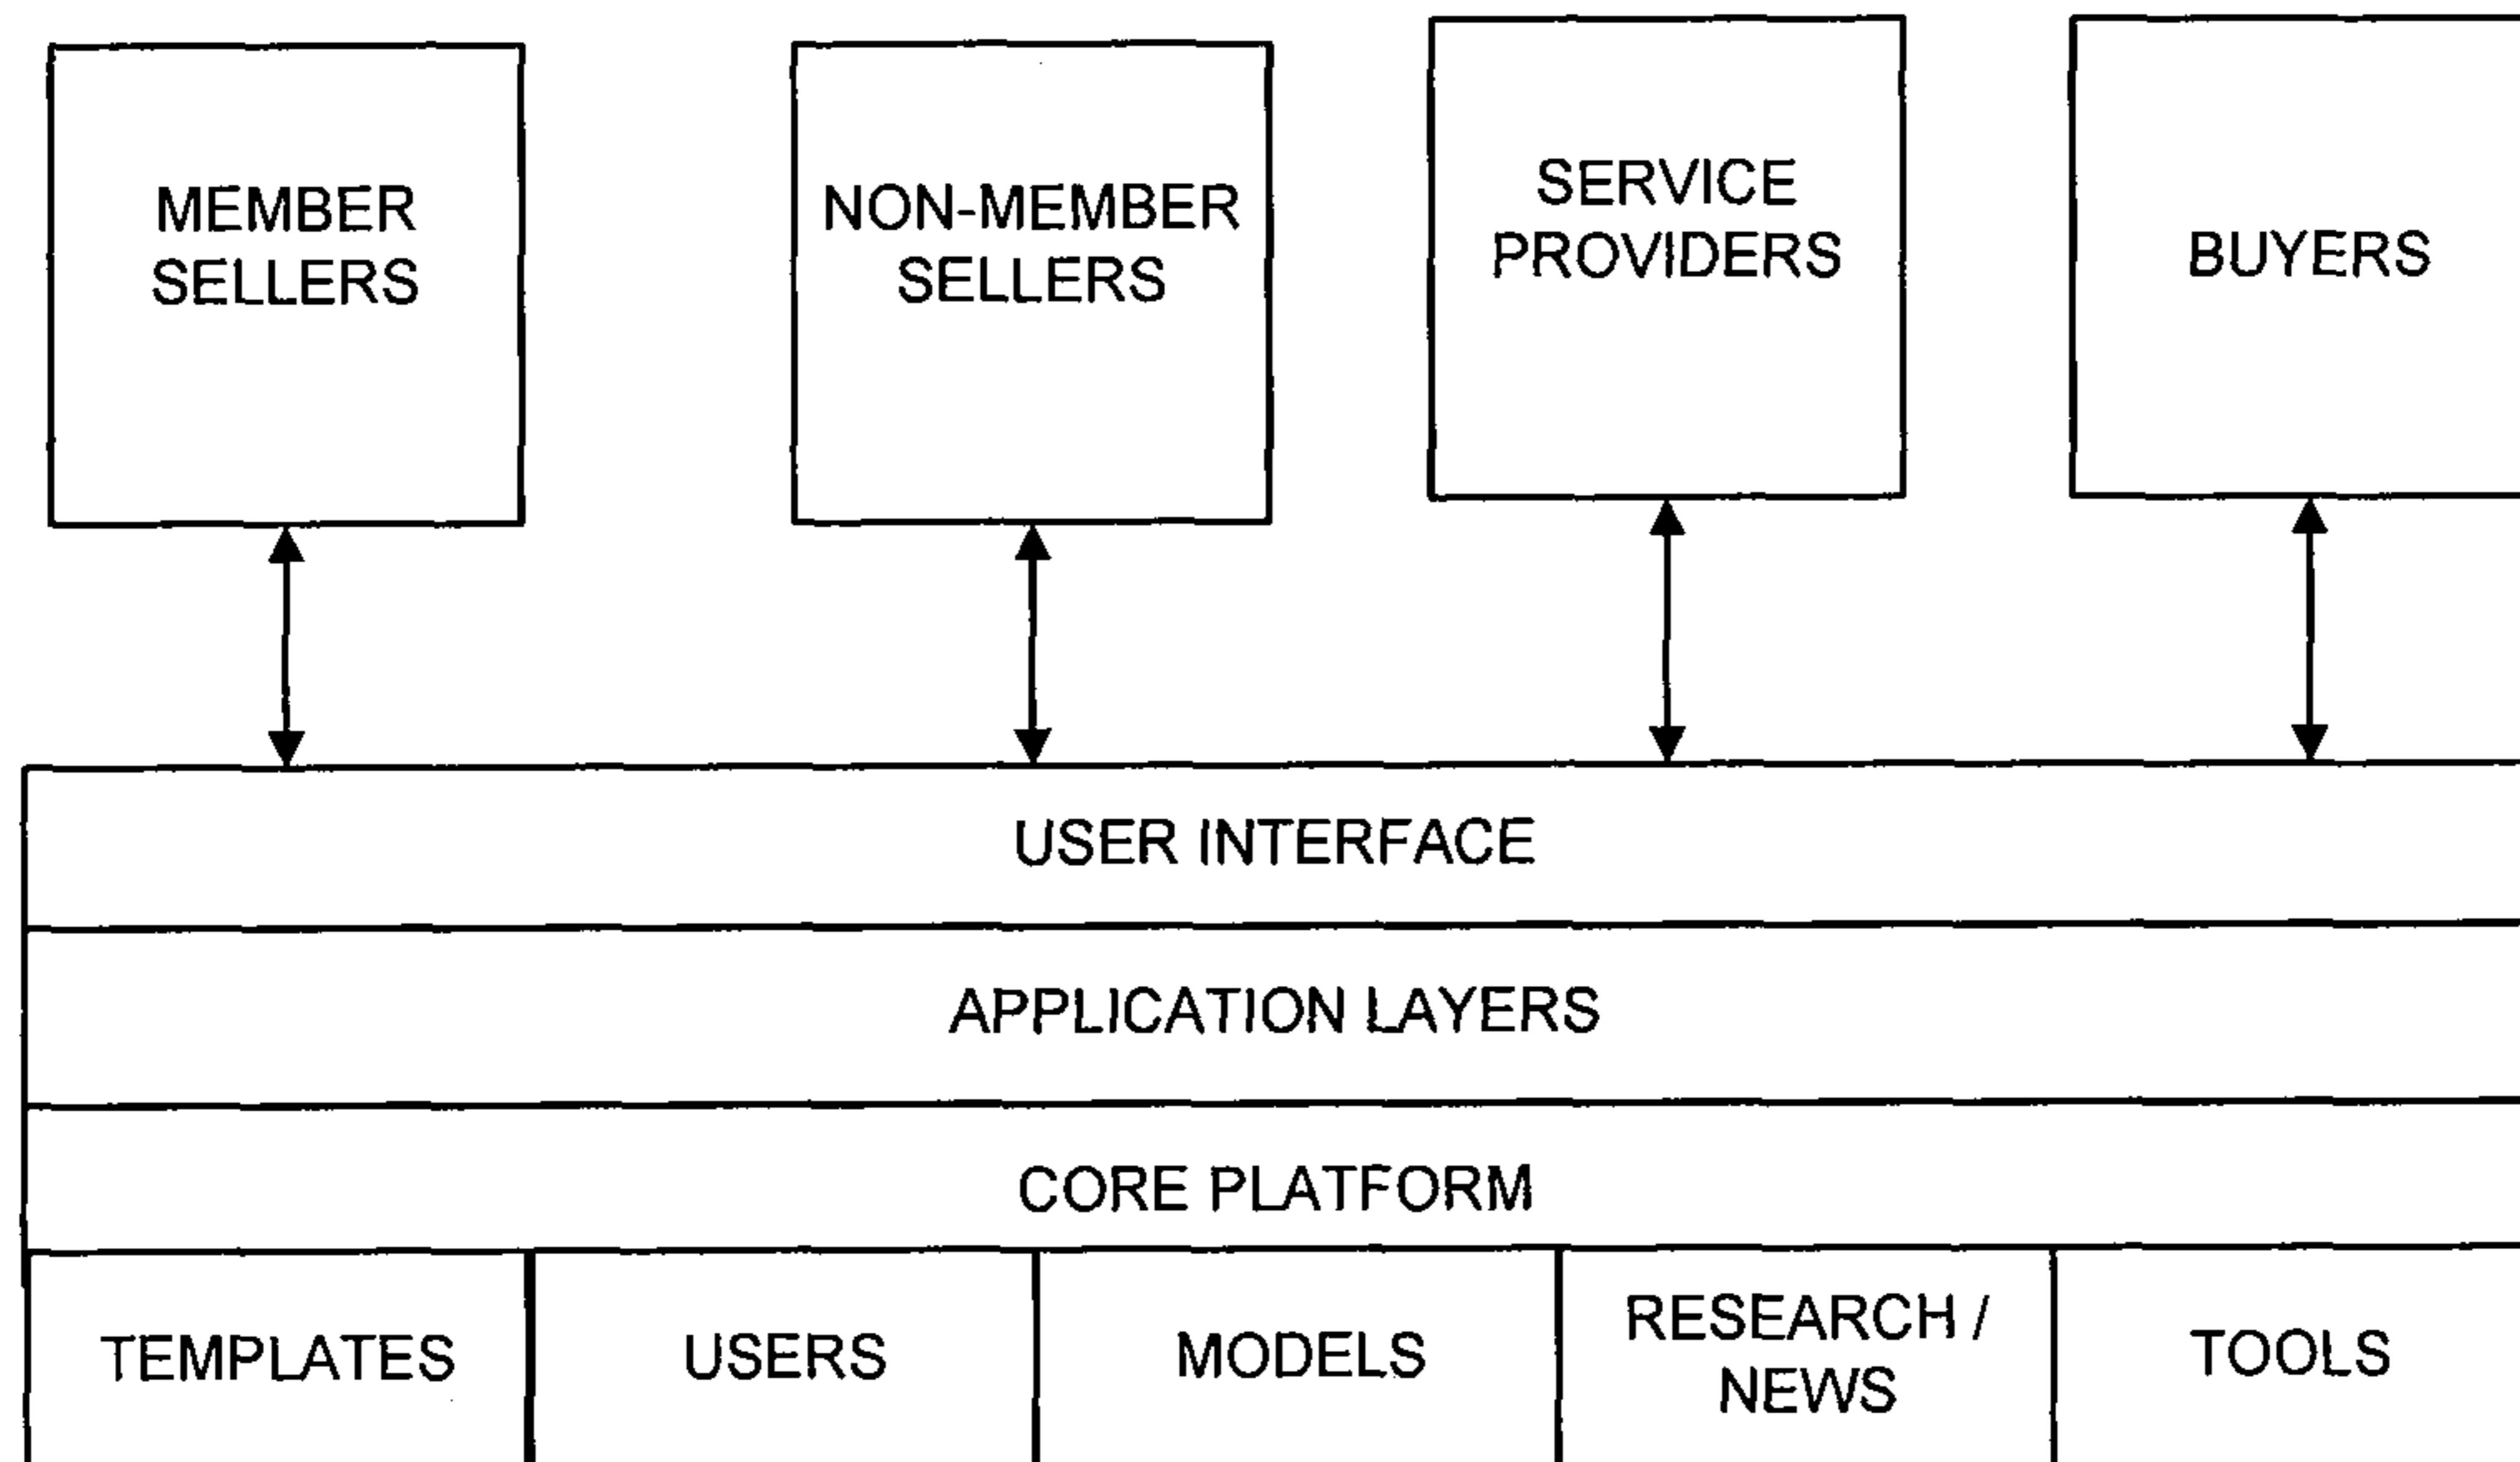 MEMBER
SELLERS
NON-MEMBER
SELLERS
SERVICE
PROVIDERS
BUYERS
USER INTERFACE
APPLICATION LAYERS
CORE PLATFORM
TEMPLATES
USERS
MODELS
RESEARCH /
NEWS
TOOLS